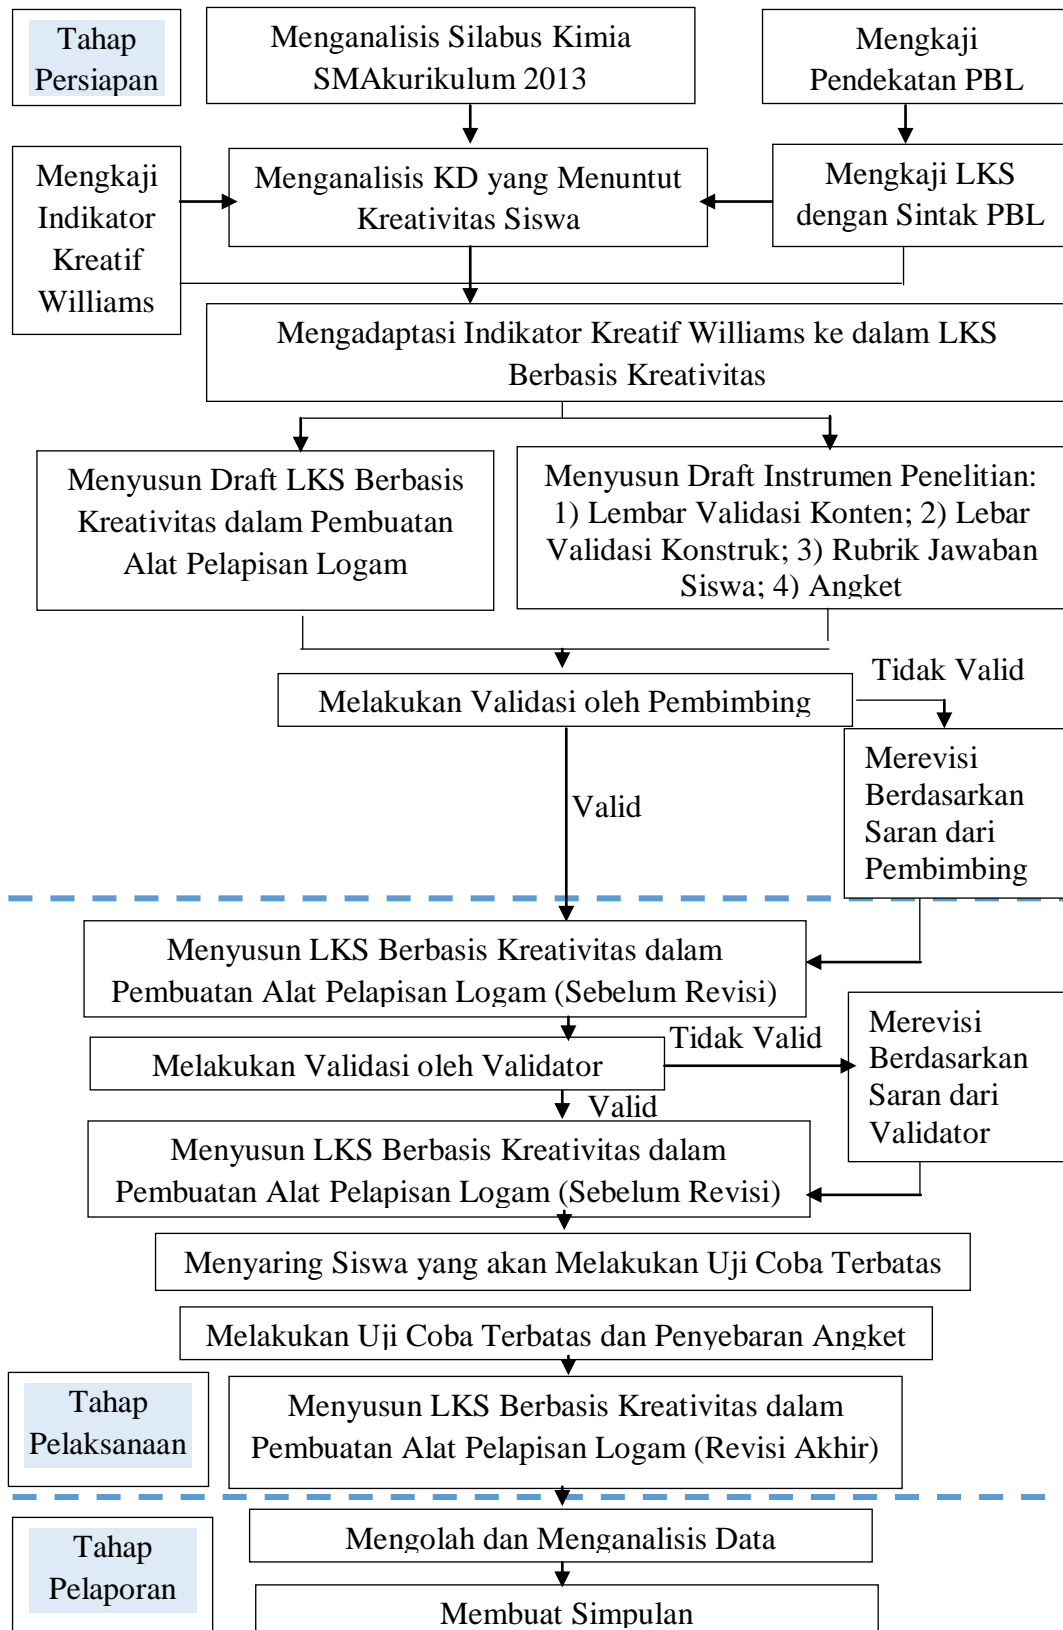 Tahap
Persiapan
Menganalisis Silabus Kimia
SMAkurikulum 2013
Mengkaji
Pendekatan PBL
Mengkaji
Indikator
Kreatif
Williams
Menganalisis KD yang Menuntut
Kreativitas Siswa
Mengkaji LKS
dengan Sintak PBL
Mengadaptasi Indikator Kreatif Williams ke dalam LKS
Berbasis Kreativitas
Menyusun Draft LKS Berbasis
Kreativitas dalam Pembuatan
Alat Pelapisan Logam
Menyusun Draft Instrumen Penelitian:
1) Lembar Validasi Konten; 2) Lebar
Validasi Konstruk; 3) Rubrik Jawaban
Siswa; 4) Angket
Tidak Valid
Melakukan Validasi oleh Pembimbing
Valid
Merevisi
Berdasarkan
Saran dari
Pembimbing
Menyusun LKS Berbasis Kreativitas dalam
Pembuatan Alat Pelapisan Logam (Sebelum Revisi)
Tidak Valid
Melakukan Validasi oleh Validator
Merevisi
Berdasarkan
Saran dari
Validator
Valid
Menyusun LKS Berbasis Kreativitas dalam
Pembuatan Alat Pelapisan Logam (Sebelum Revisi)
Menyaring Siswa yang akan Melakukan Uji Coba Terbatas
Melakukan Uji Coba Terbatas dan Penyebaran Angket
Tahap
Pelaksanaan
Menyusun LKS Berbasis Kreativitas dalam
Pembuatan Alat Pelapisan Logam (Revisi Akhir)
Tahap
Pelaporan
Mengolah dan Menganalisis Data
Membuat Simpulan